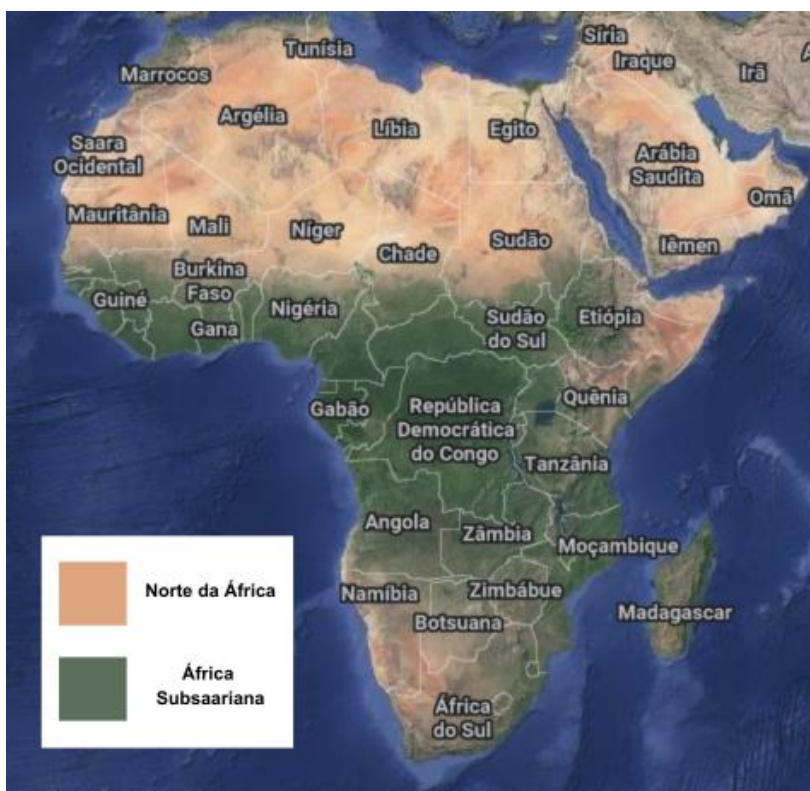 Tunísia
Síria
Iraque
Marrocos
Irã
Argélia
Líbia
Egito
Saara
Ocidental
Arábia
Saudita
Omã
Mauritânia
Mali
Níger
Sudão
Iêmen
Chade
Burkina
Faso
Guiné
Nigéria
Gana
Sudão
do Sul
Etiópia
Gabão
República
Democrática
do Congo
Quênia
Tanzânia
Angola
Zâmbia
Moçambique
Norte da África
Namíbia
Zimbábue
Botsuana
Madagascar
África
Subsaariana
África
do Sul